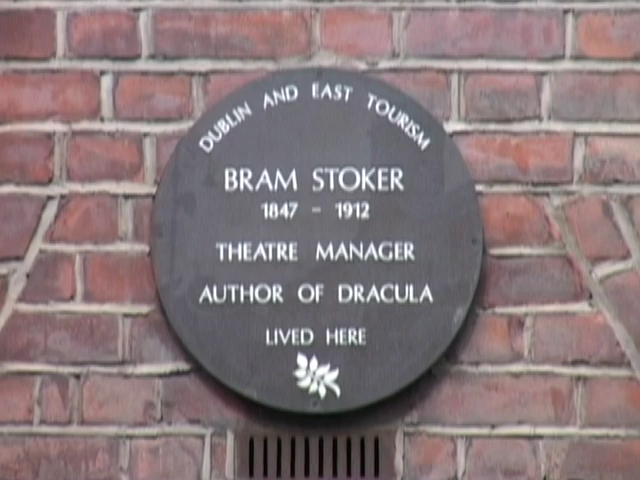 DUBLIN AND EAST TOURISM
BRAM STOKER
1847 - 1912
THEATRE MANAGER
AUTHOR OF DRACULA
LIVED HERE